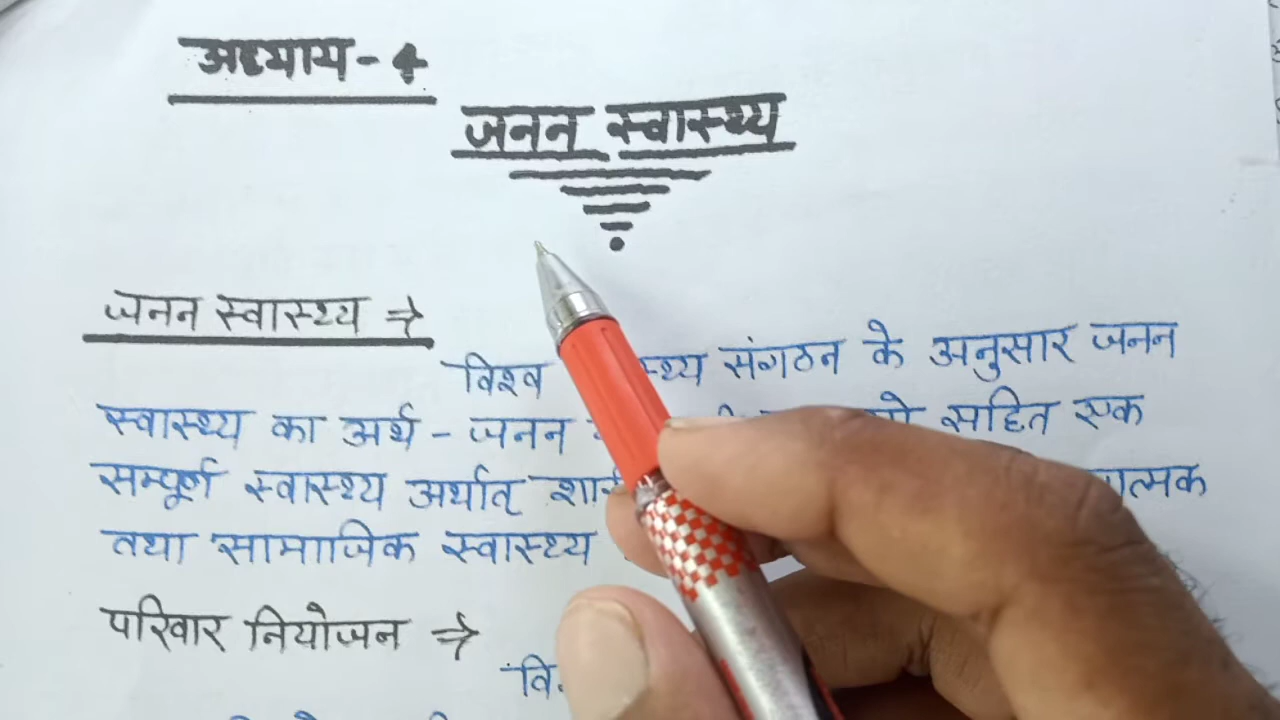 अध्याय - 4
जनन स्वास्थ्य
जनन स्वास्थ्य ⇒
विश्व स्थ्य संगठन के अनुसार जनन
स्वास्थ्य का अर्थ - जनन सहित एक
सम्पूर्ण स्वास्थ्य अर्थात्
तथा सामाजिक स्वास्थ्य
परिवार नियोजन ⇒